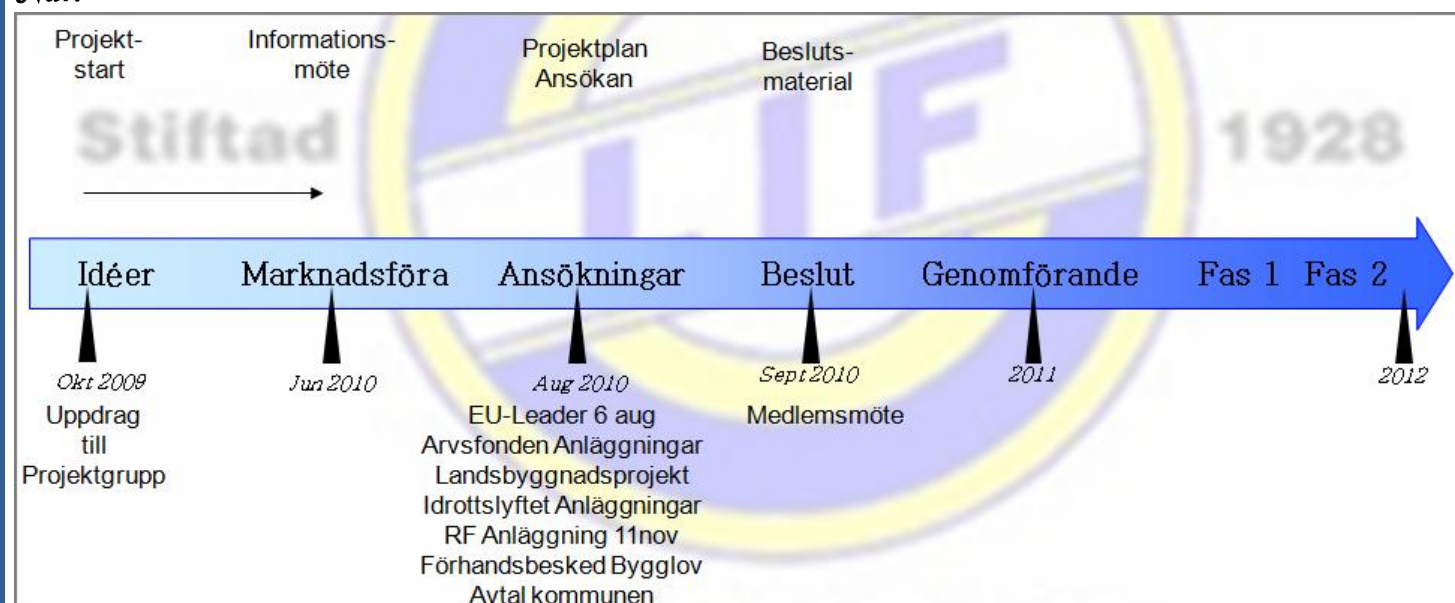 Projekt-
start
Informations-
möte
Projektplan
Ansökan
Besluts-
material
Stiftad
1928
LIF
Idéer
Marknadsföra
Ansökningar
Beslut
Genomförande
Fas 1 Fas 2
Okt 2009
Jun 2010
Aug 2010
Sept 2010
2011
2012
Uppdrag
till
Projektgrupp
EU-Leader 6 aug
Arvsfonden Anläggningar
Landsbyggnadsprojekt
Idrottslyftet Anläggningar
RF Anläggning 11nov
Förhandsbesked Bygglov
Avtal kommunen
Medlemsmöte